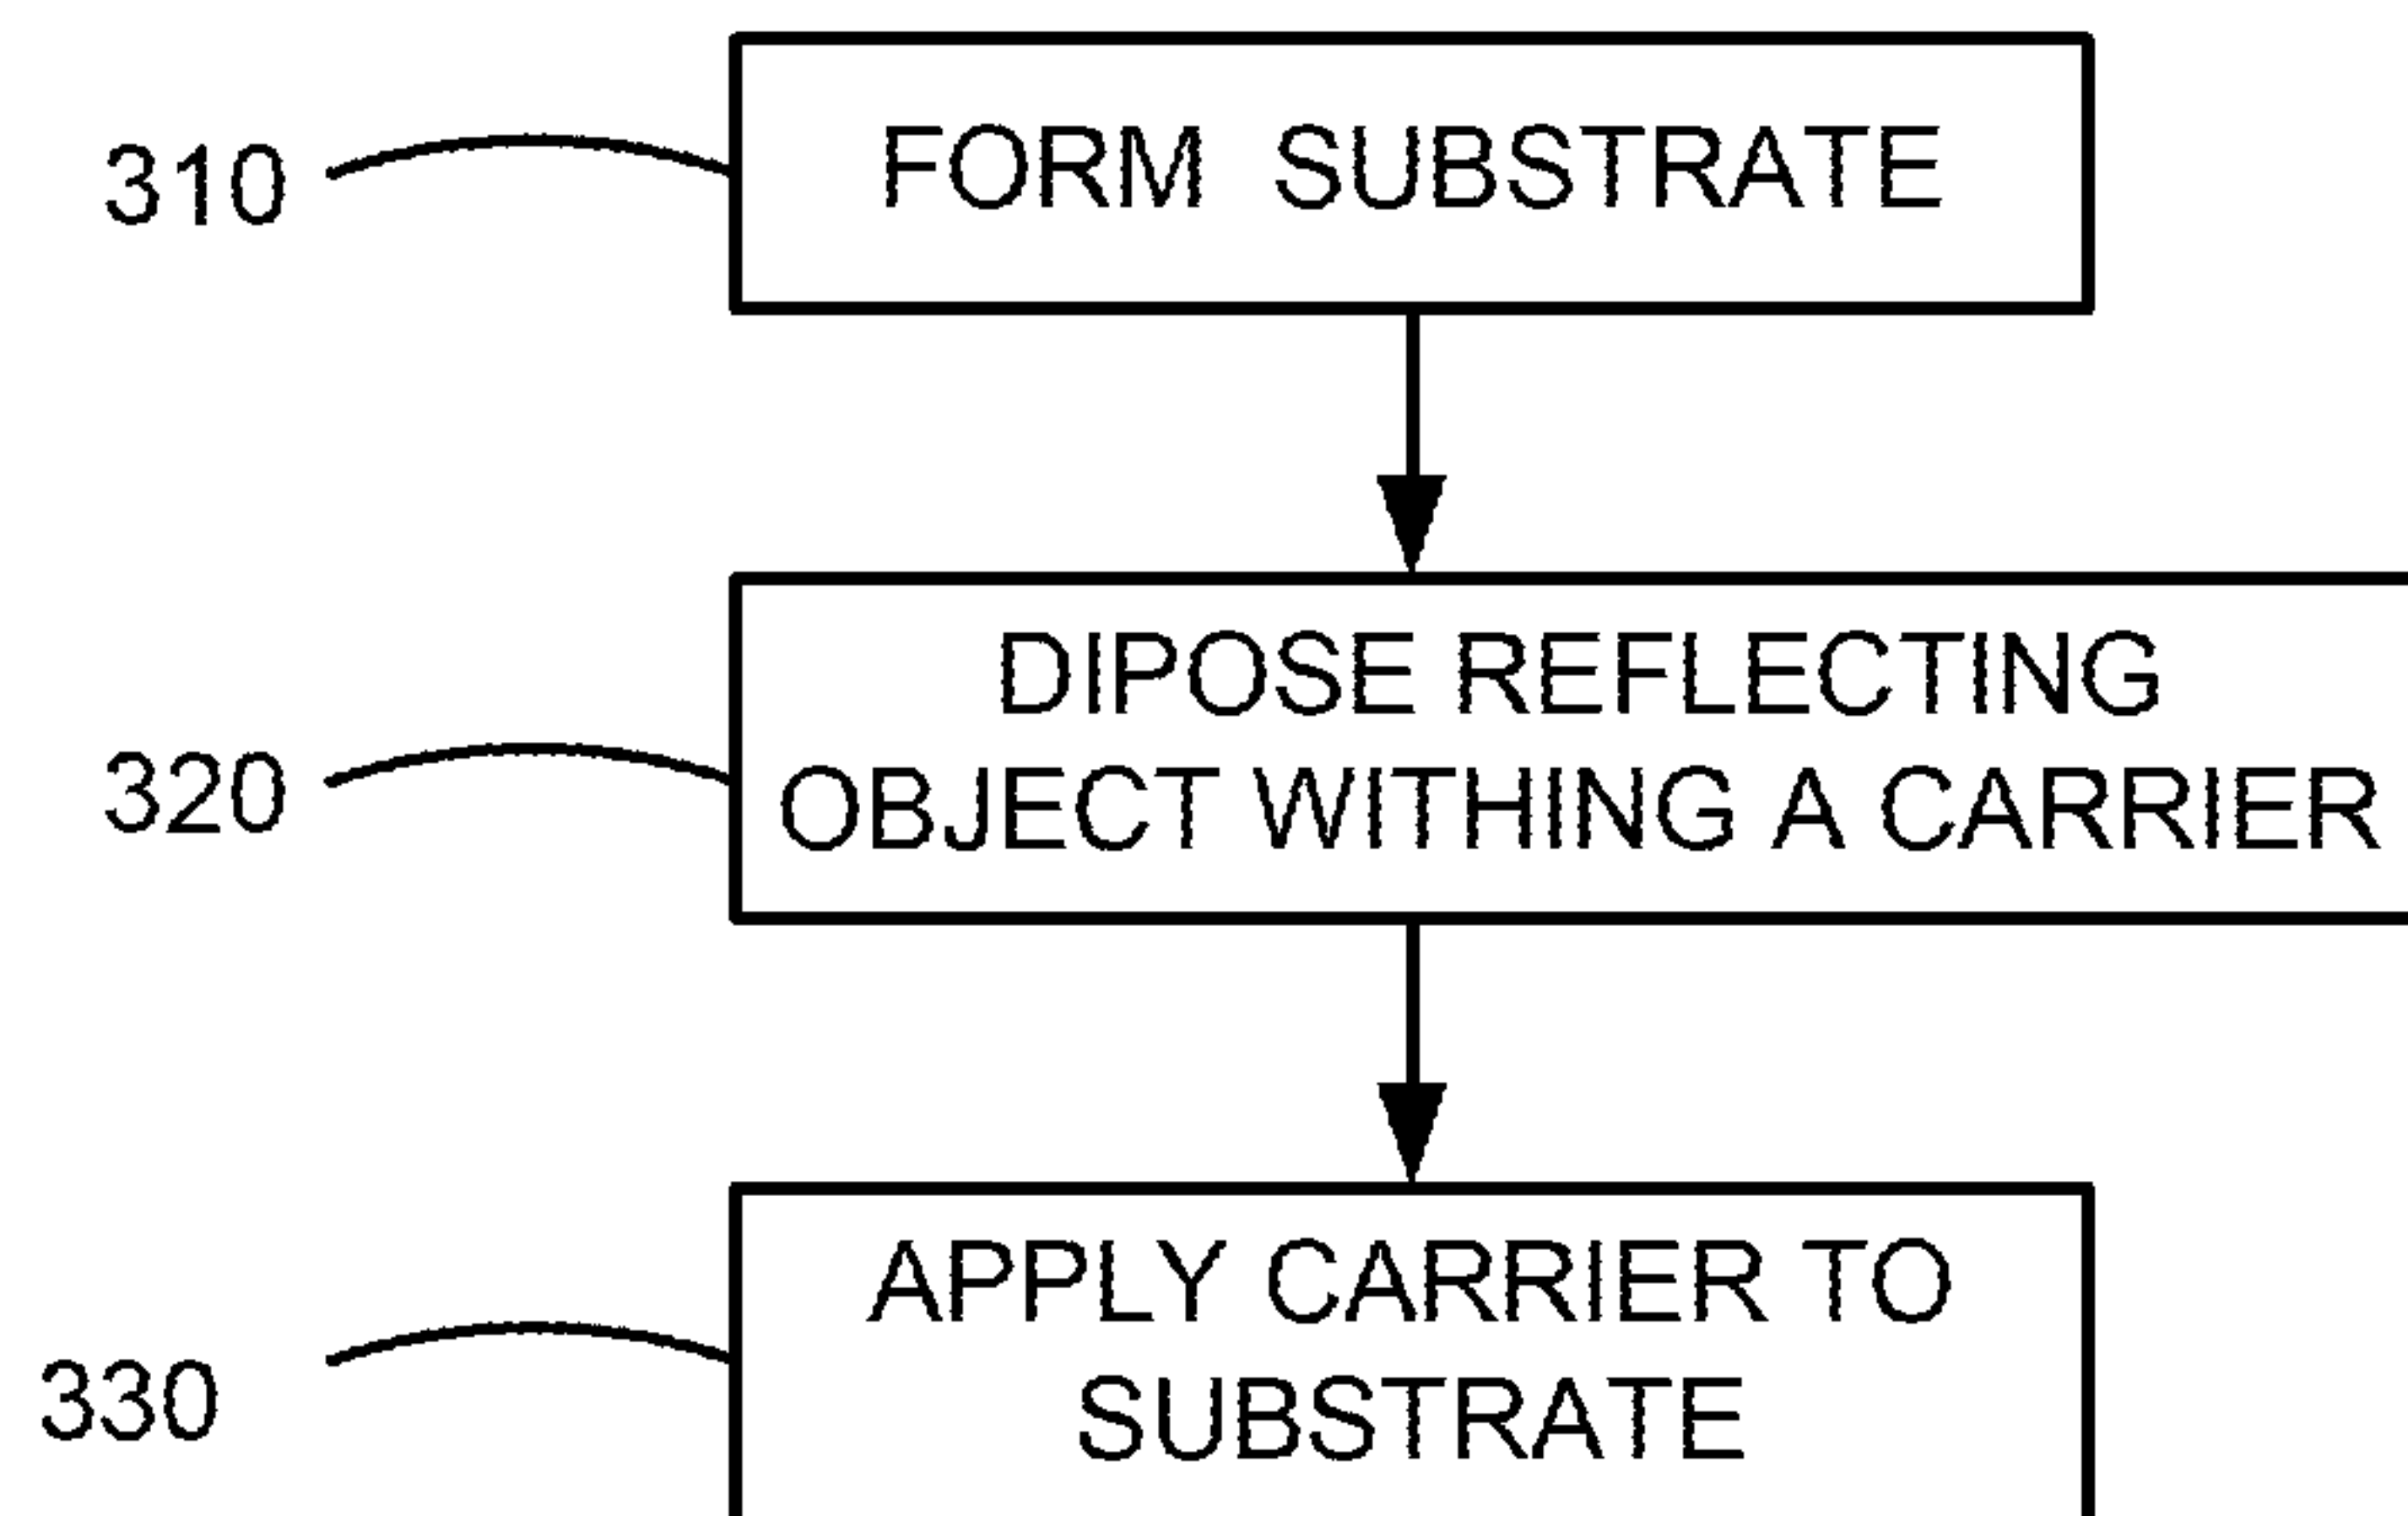 310
FORM SUBSTRATE
320
DIPOSE REFLECTING
OBJECT WITHING A CARRIER
330
APPLY CARRIER TO
SUBSTRATE